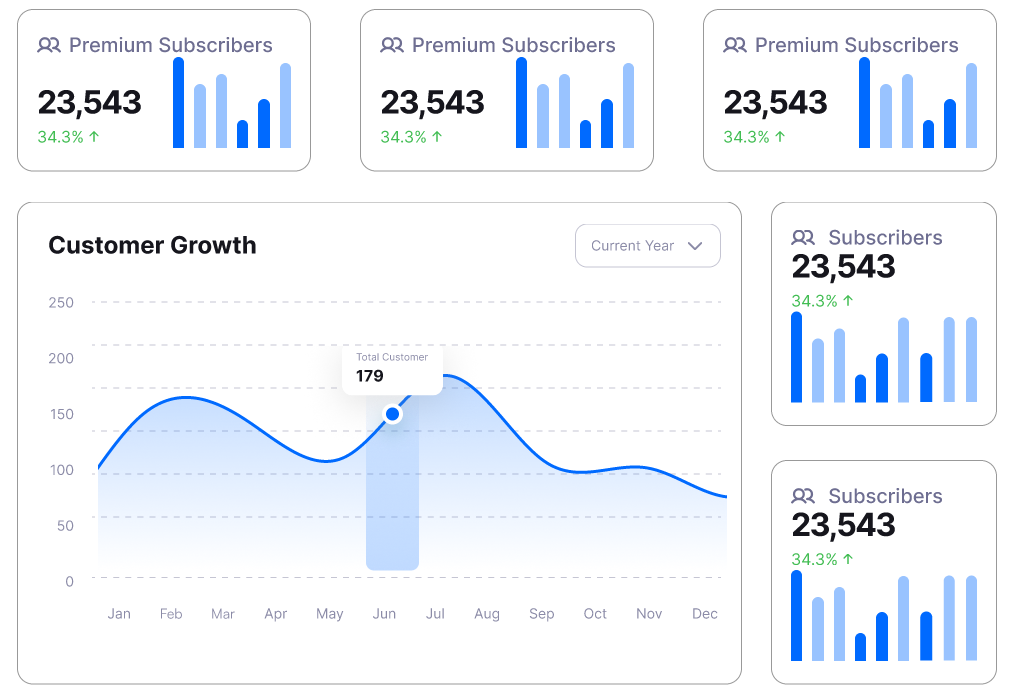 Premium Subscribers
23,543
34.3% ↑
Premium Subscribers
23,543
34.3% ↑
Premium Subscribers
23,543
34.3% ↑
Customer Growth
Current Year
250
200
150
100
50
0
Total Customer
179
Jan Feb Mar Apr May Jun Jul Aug Sep Oct Nov Dec
Subscribers
23,543
34.3% ↑
Subscribers
23,543
34.3% ↑